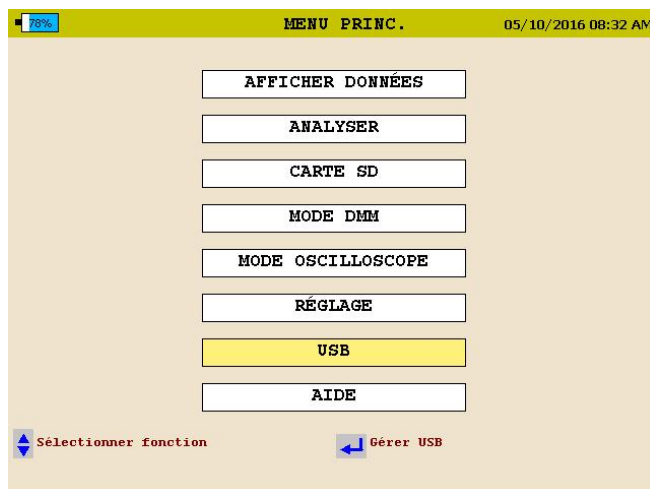 78% MENU PRINC. 05/10/2016 08:32 AM
AFFICHER DONNÉES
ANALYSER
CARTE SD
MODE DMM
MODE OSCILLOSCOPE
RÉGLAGE
USB
AIDE
Sélectionner fonction Gérer USB